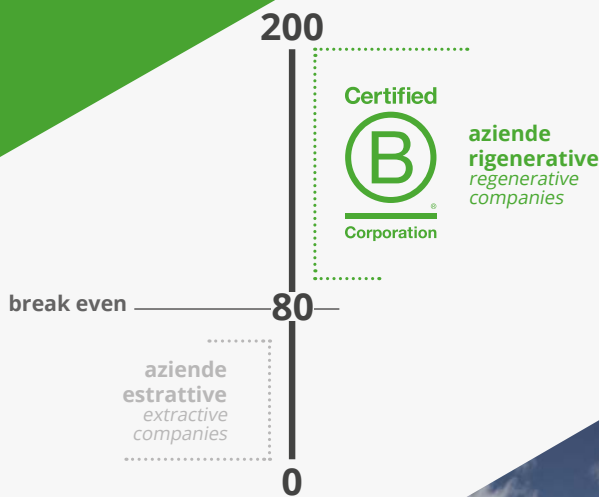 200
Certified
B
®
Corporation
aziende
rigenerative
regenerative
companies
break even
80
aziende
estrattive
extractive
companies
0